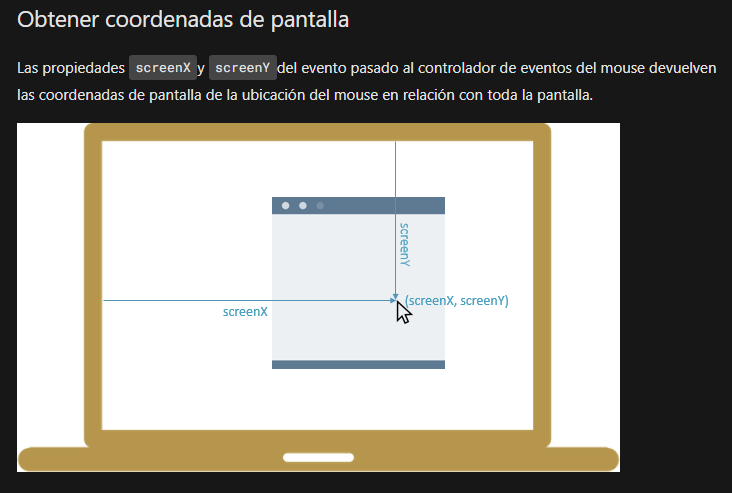 Obtener coordenadas de pantalla
Las propiedades screenX y screenY del evento pasado al controlador de eventos del mouse devuelven
las coordenadas de pantalla de la ubicación del mouse en relación con toda la pantalla.
screenY
(screenX, screenY)
screenX